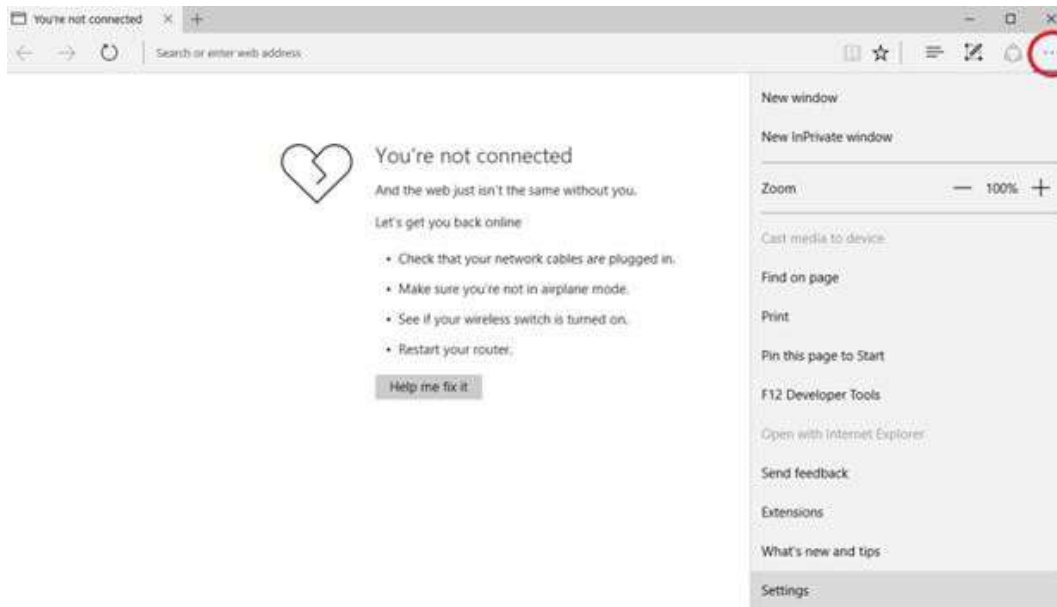 You're not connected
Search or enter web address
You're not connected
And the web just isn't the same without you.
Let's get you back online
• Check that your network cables are plugged in.
• Make sure you're not in airplane mode.
• See if your wireless switch is turned on.
• Restart your router.
Help me fix it
New window
New InPrivate window
Zoom — 100% +
Cast media to device
Find on page
Print
Pin this page to Start
F12 Developer Tools
Open with Internet Explorer
Send feedback
Extensions
What's new and tips
Settings